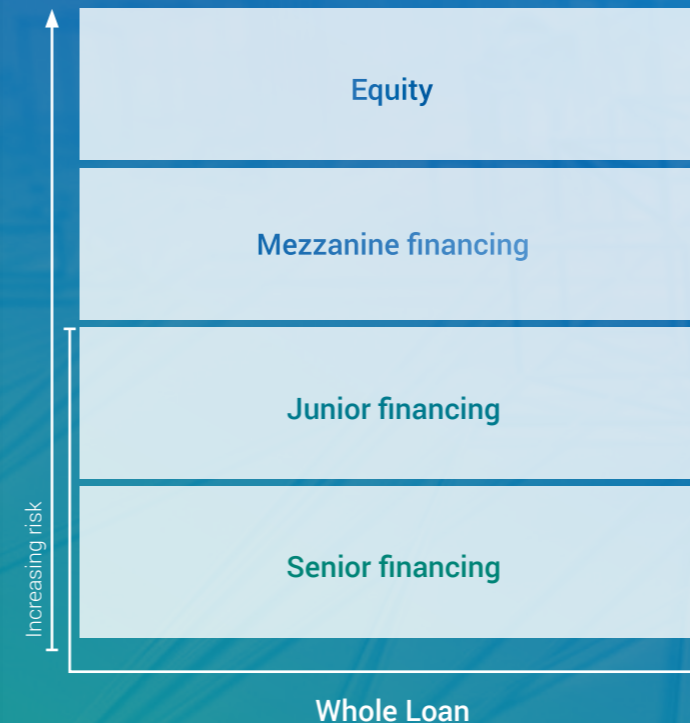 Equity
Mezzanine financing
Junior financing
Senior financing
Increasing risk
Whole Loan